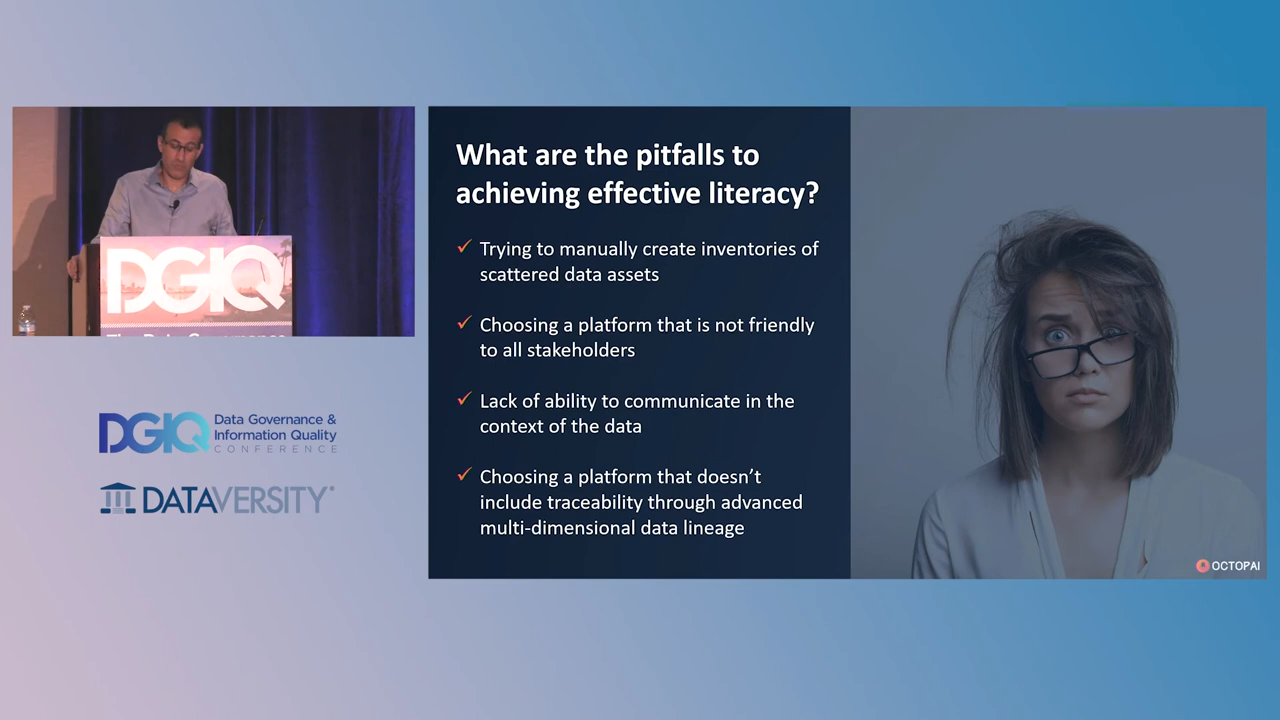 What are the pitfalls to
achieving effective literacy?
✓ Trying to manually create inventories of
scattered data assets
✓ Choosing a platform that is not friendly
to all stakeholders
✓ Lack of ability to communicate in the
context of the data
✓ Choosing a platform that doesn’t
include traceability through advanced
multi-dimensional data lineage
OCTOPAI
DGIQ
DGIQ Data Governance &
Information Quality
CONFERENCE
DATAVERSITY